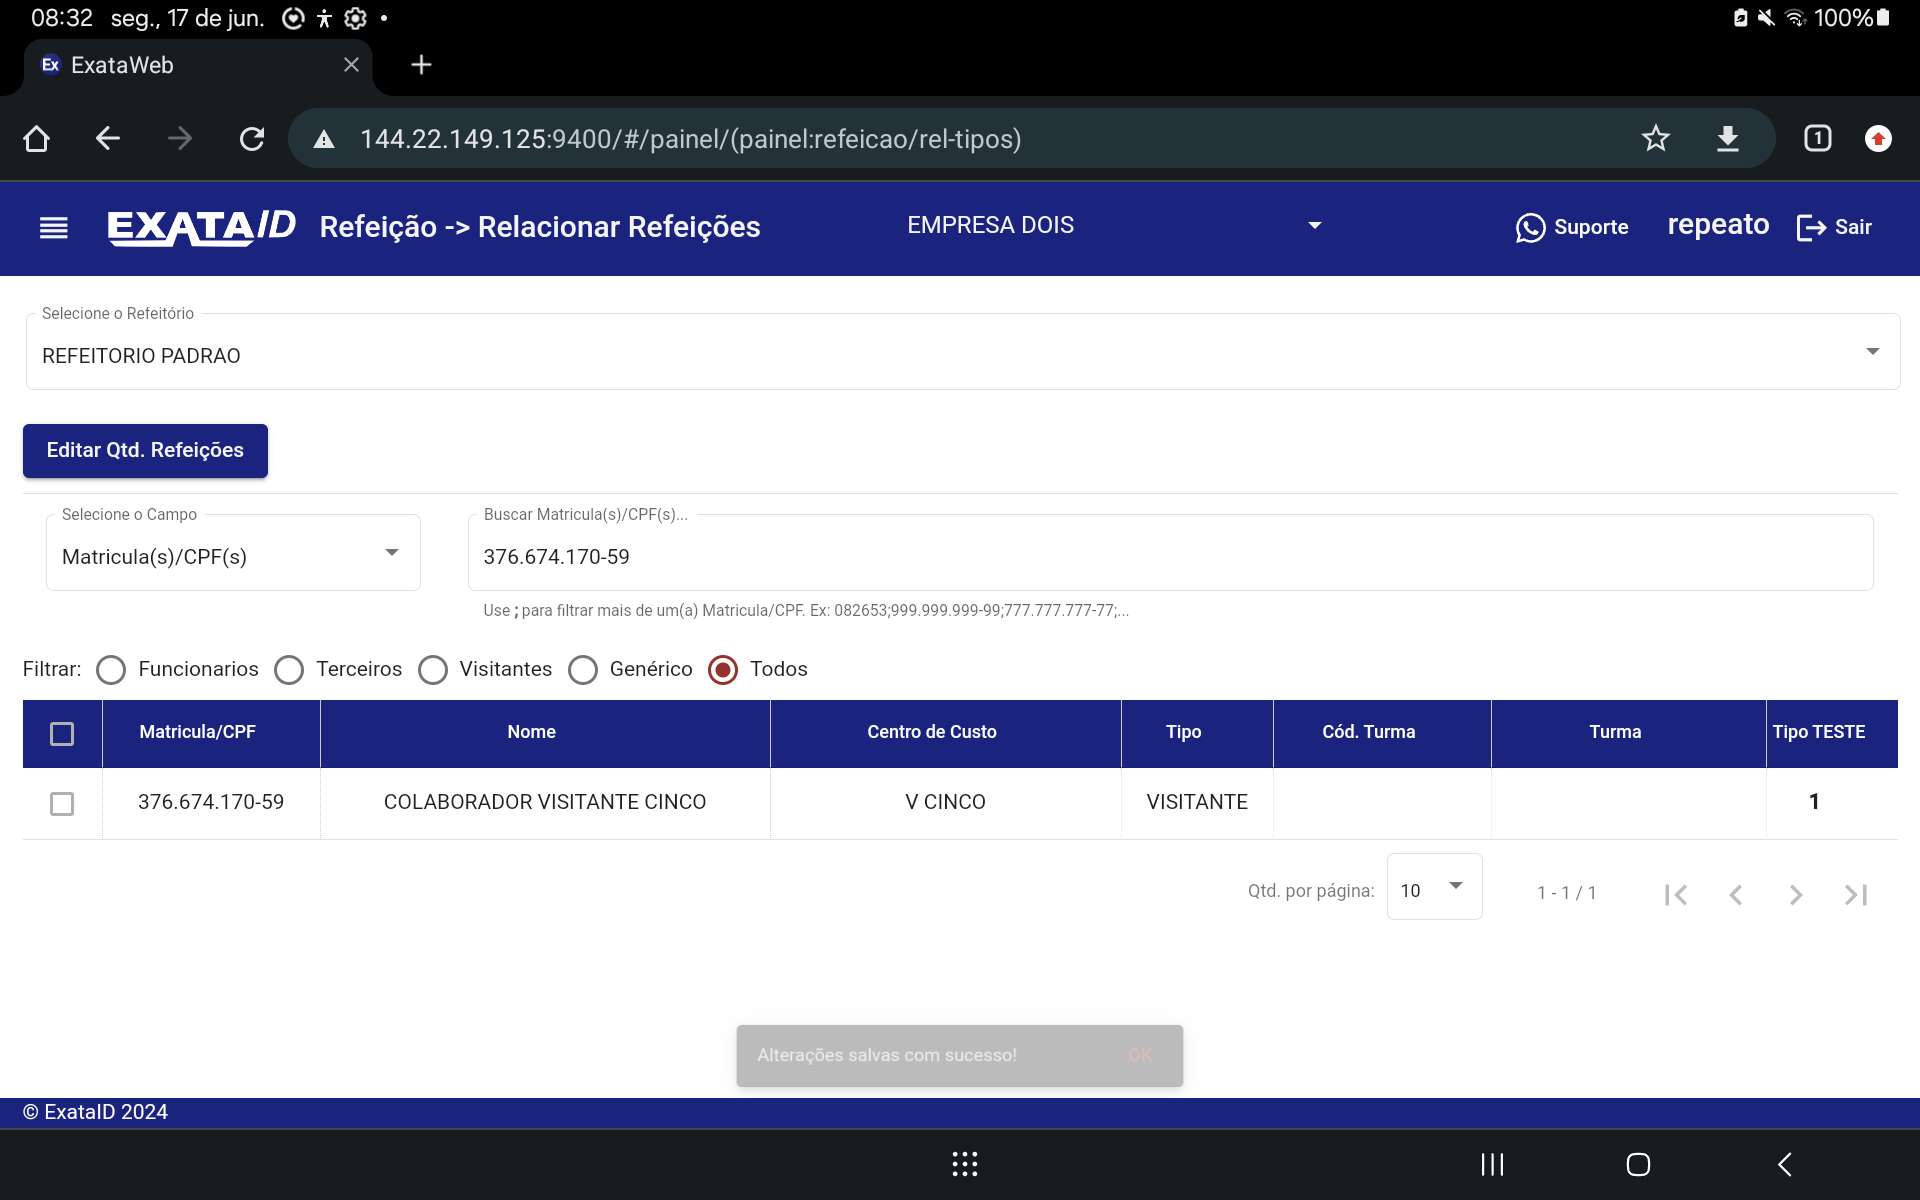 08:32 seg., 17 de jun. 100%
Ex ExataWeb
144.22.149.125:9400/#/painel/(painel:refeicao/rel-tipos) 1
EXATAID Refeição -> Relacionar Refeições EMPRESA DOIS Suporte repeato Sair
Selecione o Refeitório
REFEITORIO PADRAO
Editar Qtd. Refeições
Selecione o Campo Buscar Matricula(s)/CPF(s)...
Matricula(s)/CPF(s) 376.674.170-59
Use ; para filtrar mais de um(a) Matricula/CPF. Ex: 082653;999.999.999-99;777.777.777-77;...
Filtrar: Funcionarios Terceiros Visitantes Genérico Todos
Matricula/CPF Nome Centro de Custo Tipo Cód. Turma Turma Tipo TESTE
376.674.170-59 COLABORADOR VISITANTE CINCO V CINCO VISITANTE 1
Qtd. por página: 10 1 - 1 / 1
Alterações salvas com sucesso! OK
© ExataID 2024